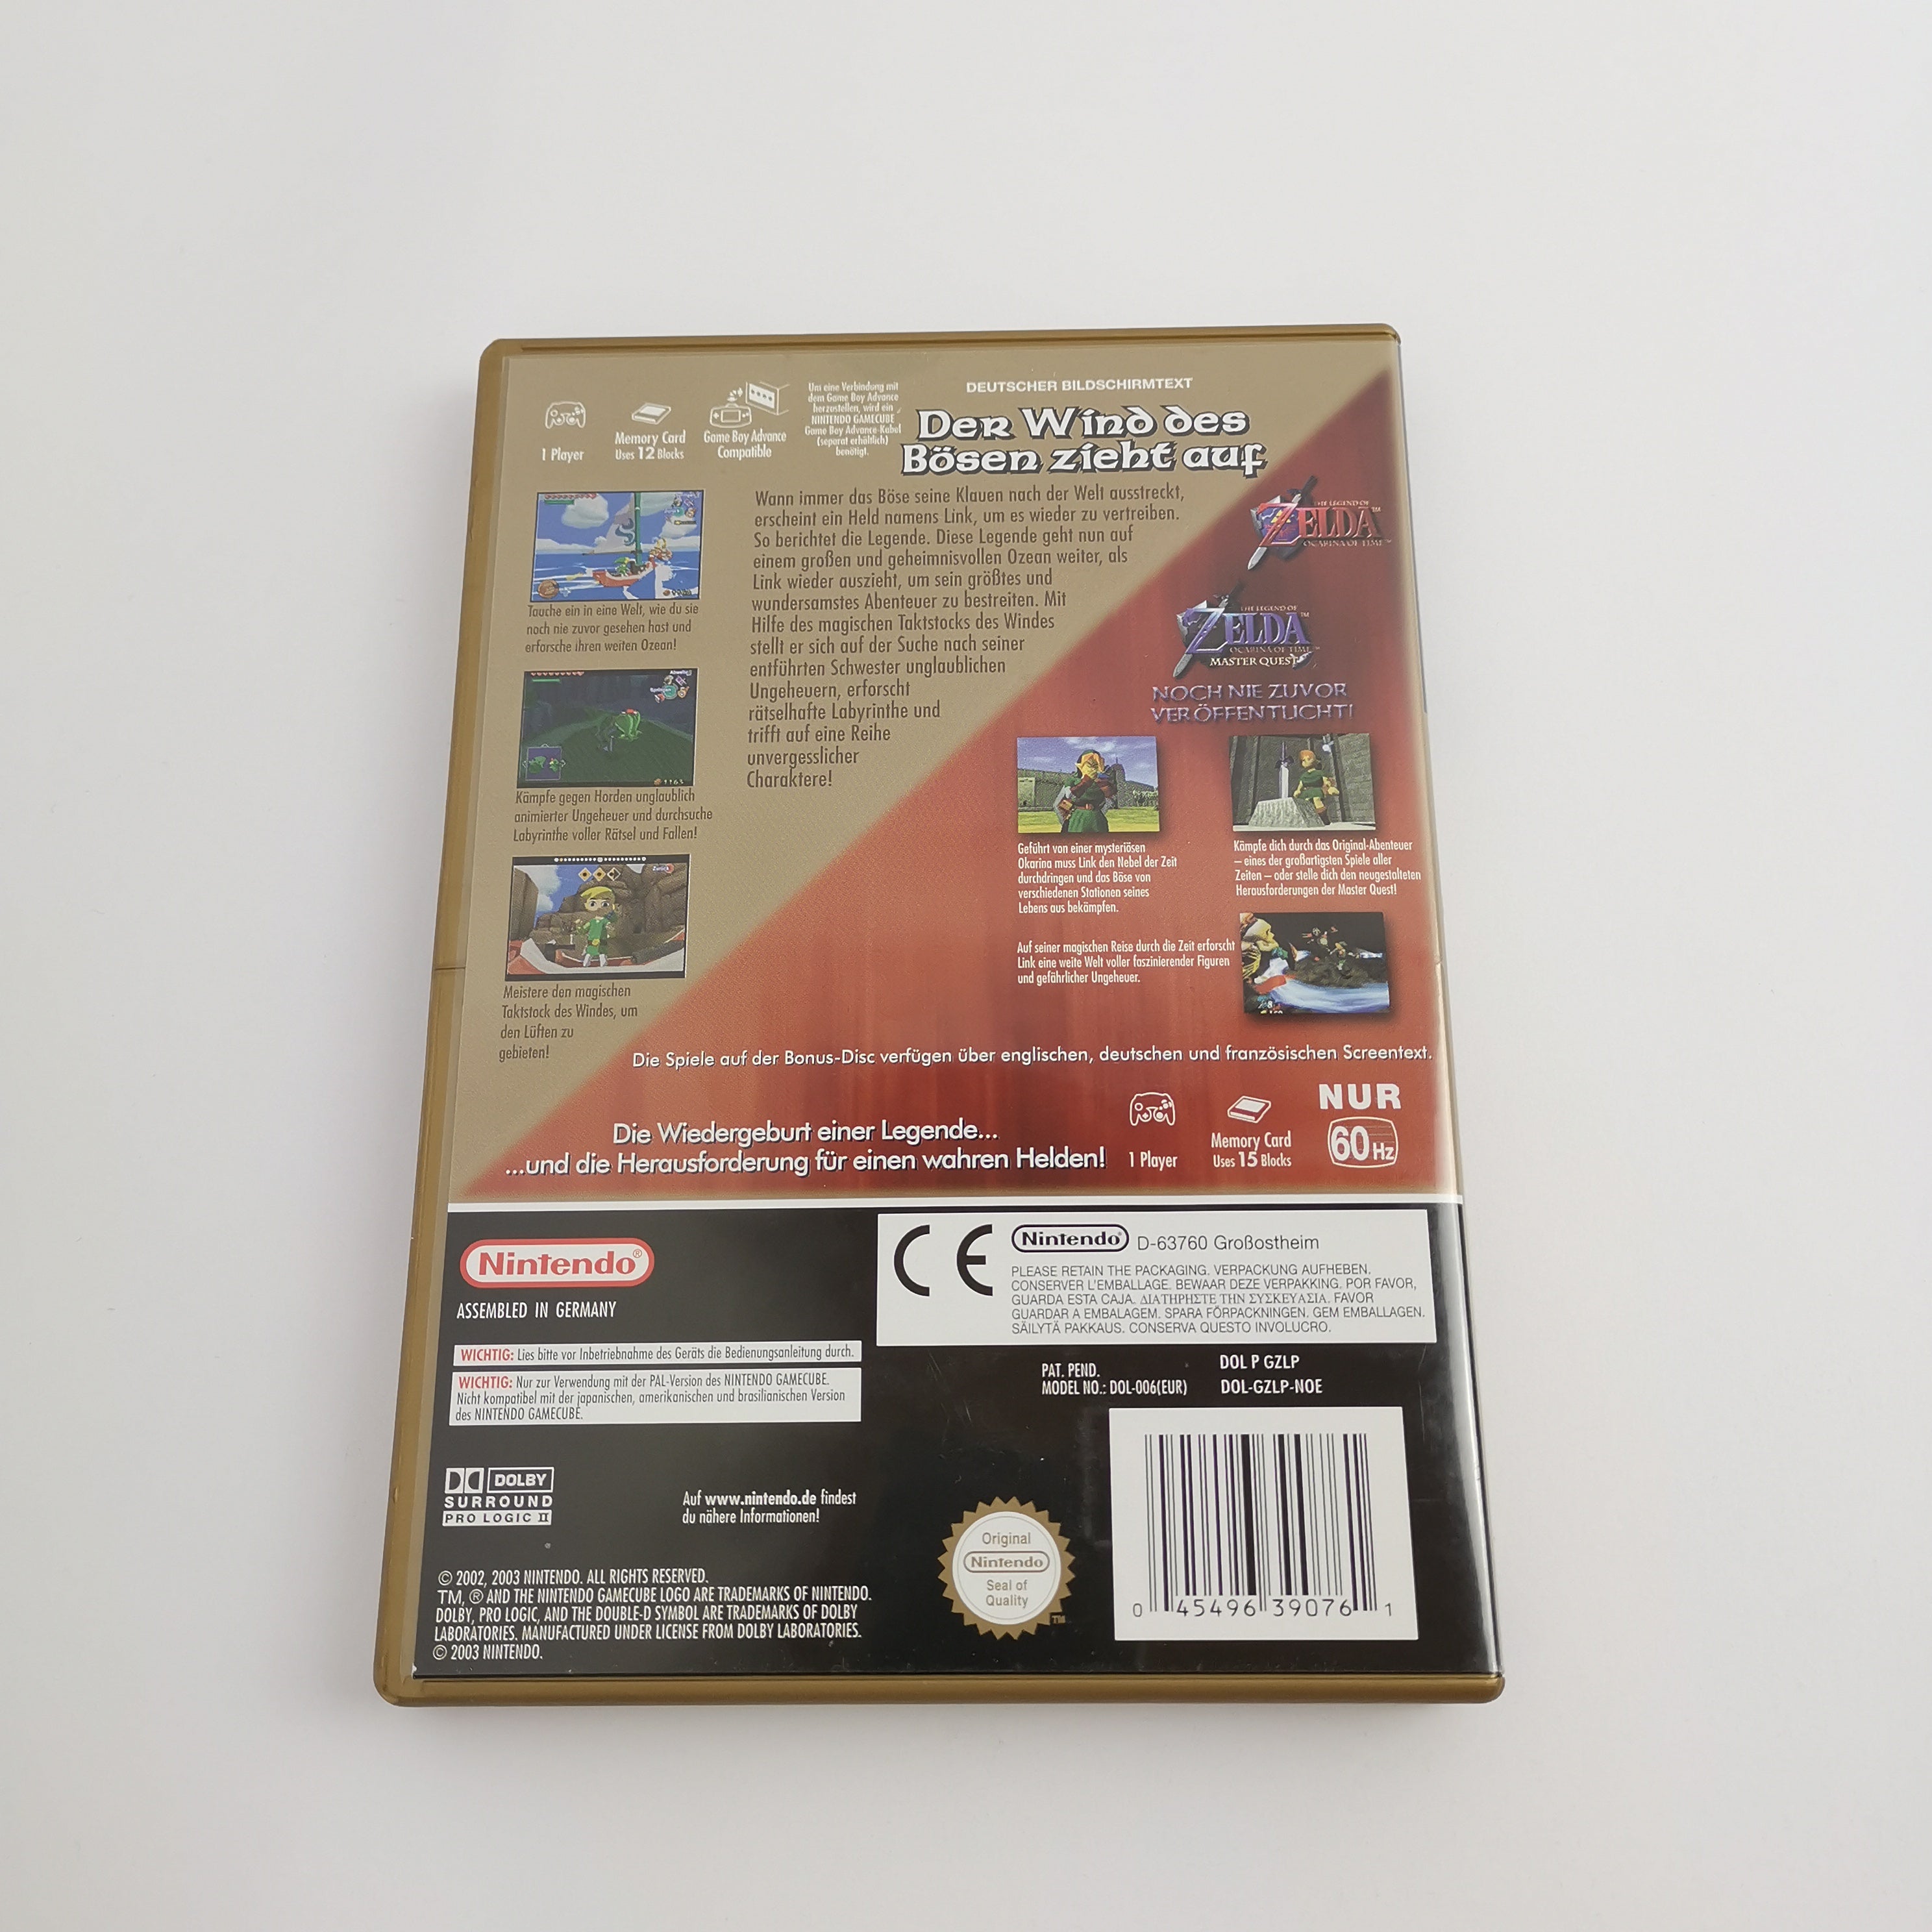 1 Player
Memory Card
Uses 12 Blocks
Game Boy Advance
Compatible
Um eine Verbindung mit
dem Game Boy Advance
herzustellen, wird ein
NINTENDO GAMECUBE
Game Boy Advance-Kabel
(separat erhältlich)
benötigt.
DEUTSCHER BILDSCHIRMTEXT
Der Wind des
Bösen zieht auf
Wann immer das Böse seine Klauen nach der Welt ausstreckt,
erscheint ein Held namens Link, um es wieder zu vertreiben.
So berichtet die Legende. Diese Legende geht nun auf
einem großen und geheimnisvollen Ozean weiter, als
Link wieder auszieht, um sein größtes und
wundersamstes Abenteuer zu bestreiten. Mit
Hilfe des magischen Taktstocks des Windes
stellt er sich auf der Suche nach seiner
entführten Schwester unglaublichen
Ungeheuern, erforscht
rätselhafte Labyrinthe und
trifft auf eine Reihe
unvergesslicher
Charaktere!
Tauche ein in eine Welt, wie du sie
noch nie zuvor gesehen hast und
erforsche ihren weiten Ozean!
Kämpfe gegen Horden unglaublich
animierter Ungeheuer und durchsuche
Labyrinthe voller Rätsel und Fallen!
Meistere den magischen
Taktstock des Windes, um
den Lüften zu
gebieten!
THE LEGEND OF
ZELDA™
OCARINA OF TIME™
THE LEGEND OF
ZELDA™
OCARINA OF TIME™
MASTER QUEST
NOCH NIE ZUVOR
VERÖFFENTLICHT!
Geführt von einer mysteriösen
Okarina muss Link den Nebel der Zeit
durchdringen und das Böse von
verschiedenen Stationen seines
Lebens aus bekämpfen.
Kämpfe dich durch das Original-Abenteuer
– eines der großartigsten Spiele aller
Zeiten – oder stelle dich den neugestalteten
Herausforderungen der Master Quest!
Auf seiner magischen Reise durch die Zeit erforscht
Link eine weite Welt voller faszinierender Figuren
und gefährlicher Ungeheuer.
Die Spiele auf der Bonus-Disc verfügen über englischen, deutschen und französischen Screentext.
Die Wiedergeburt einer Legende...
...und die Herausforderung für einen wahren Helden!
1 Player
Memory Card
Uses 15 Blocks
NUR
60Hz
Nintendo®
ASSEMBLED IN GERMANY
WICHTIG: Lies bitte vor Inbetriebnahme des Geräts die Bedienungsanleitung durch.
WICHTIG: Nur zur Verwendung mit der PAL-Version des NINTENDO GAMECUBE.
Nicht kompatibel mit der japanischen, amerikanischen und brasilianischen Version
des NINTENDO GAMECUBE.
CE
Nintendo® D-63760 Großostheim
PLEASE RETAIN THE PACKAGING. VERPACKUNG AUFHEBEN.
CONSERVER L'EMBALLAGE. BEWAAR DEZE VERPAKKING. POR FAVOR,
GUARDA ESTA CAJA. ΔΙΑΤΗΡΗΣΤΕ ΤΗΝ ΣΥΣΚΕΥΑΣΙΑ. FAVOR
GUARDAR A EMBALAGEM. SPARA FÖRPACKNINGEN. GEM EMBALLAGEN.
SÄILYTÄ PAKKAUS. CONSERVA QUESTO INVOLUCRO.
PAT. PEND.
MODEL NO.: DOL-006(EUR)
DOL P GZLP
DOL-GZLP-NOE
DOLBY
SURROUND
PRO LOGIC II
Auf www.nintendo.de findest
du nähere Informationen!
Original
Nintendo
Seal of
Quality
TM
0 45496 39076 1
© 2002, 2003 NINTENDO. ALL RIGHTS RESERVED.
TM, ® AND THE NINTENDO GAMECUBE LOGO ARE TRADEMARKS OF NINTENDO.
DOLBY, PRO LOGIC, AND THE DOUBLE-D SYMBOL ARE TRADEMARKS OF DOLBY
LABORATORIES. MANUFACTURED UNDER LICENSE FROM DOLBY LABORATORIES.
© 2003 NINTENDO.